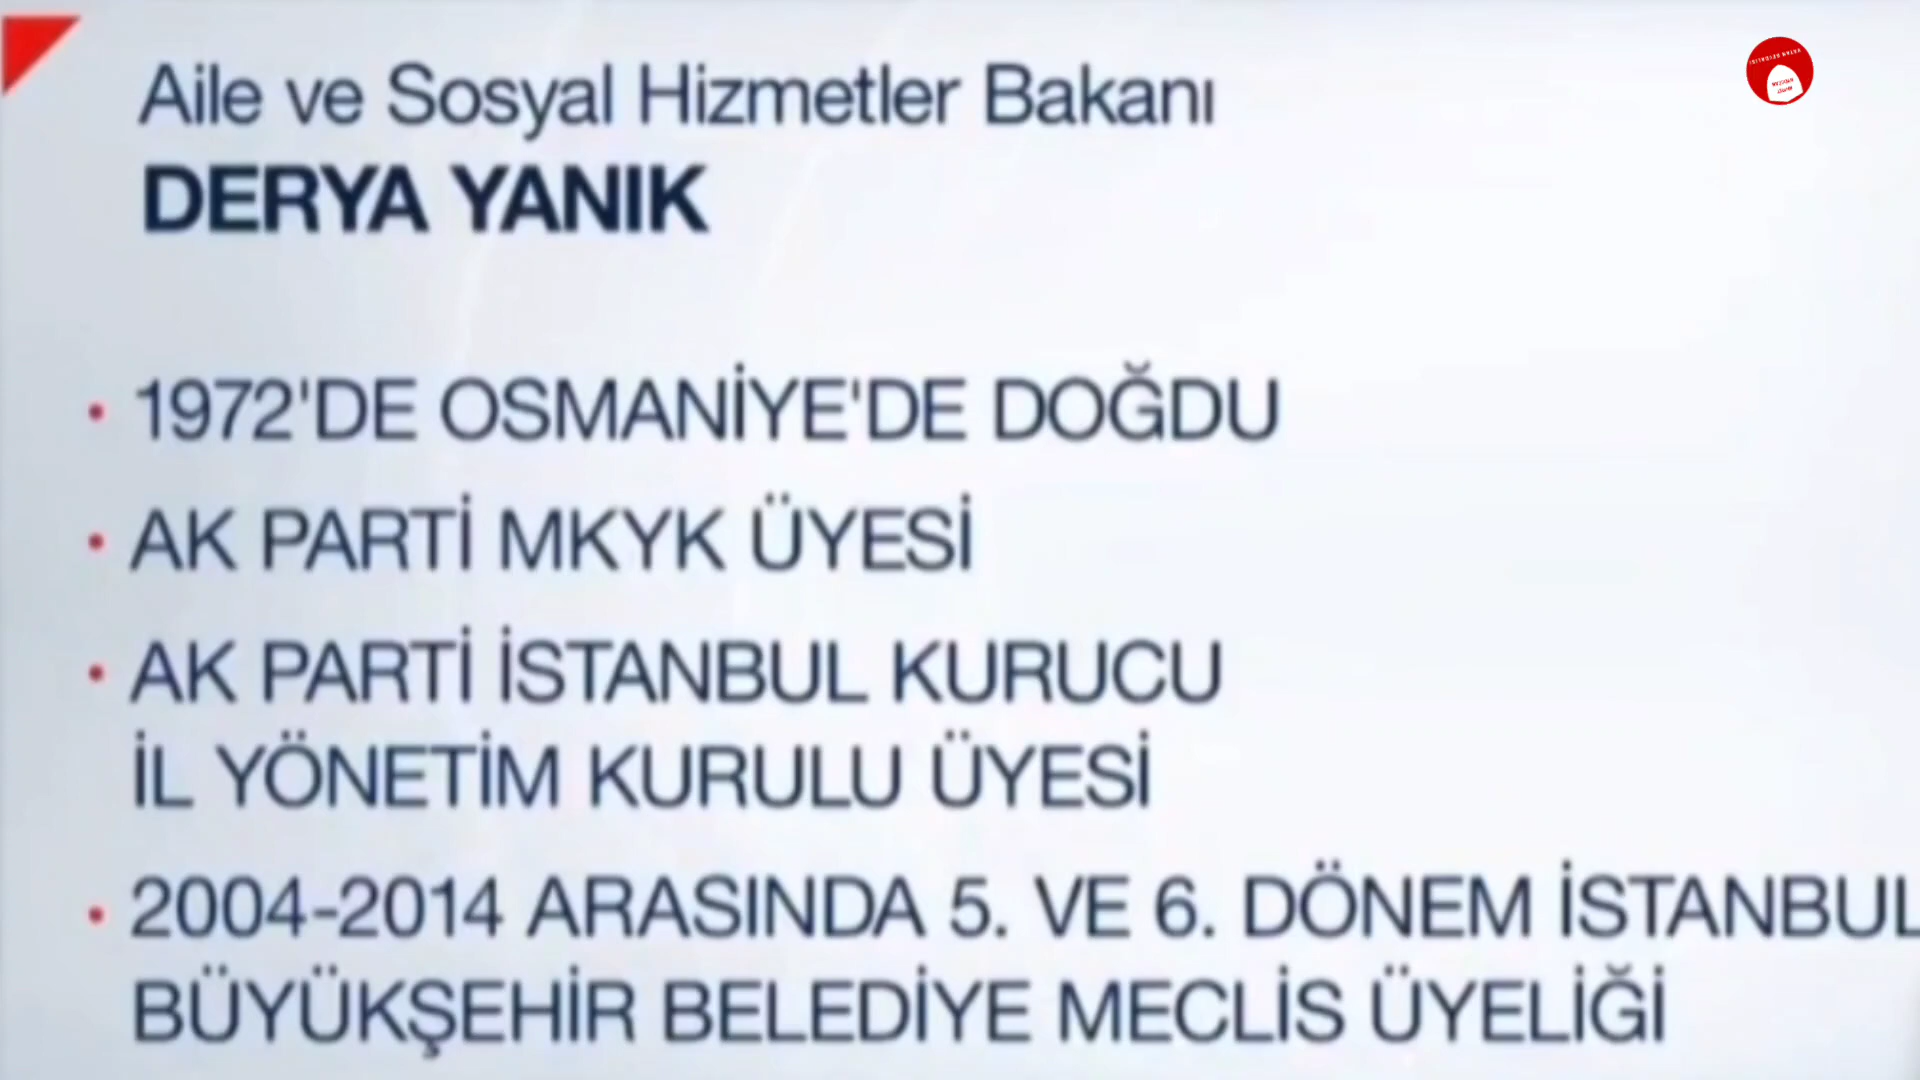 Aile ve Sosyal Hizmetler Bakanı
DERYA YANIK
• 1972'DE OSMANİYE'DE DOĞDU
• AK PARTİ MKYK ÜYESİ
• AK PARTİ İSTANBUL KURUCU
İL YÖNETİM KURULU ÜYESİ
• 2004-2014 ARASINDA 5. VE 6. DÖNEM İSTANBUL
BÜYÜKŞEHİR BELEDİYE MECLİS ÜYELİĞİ